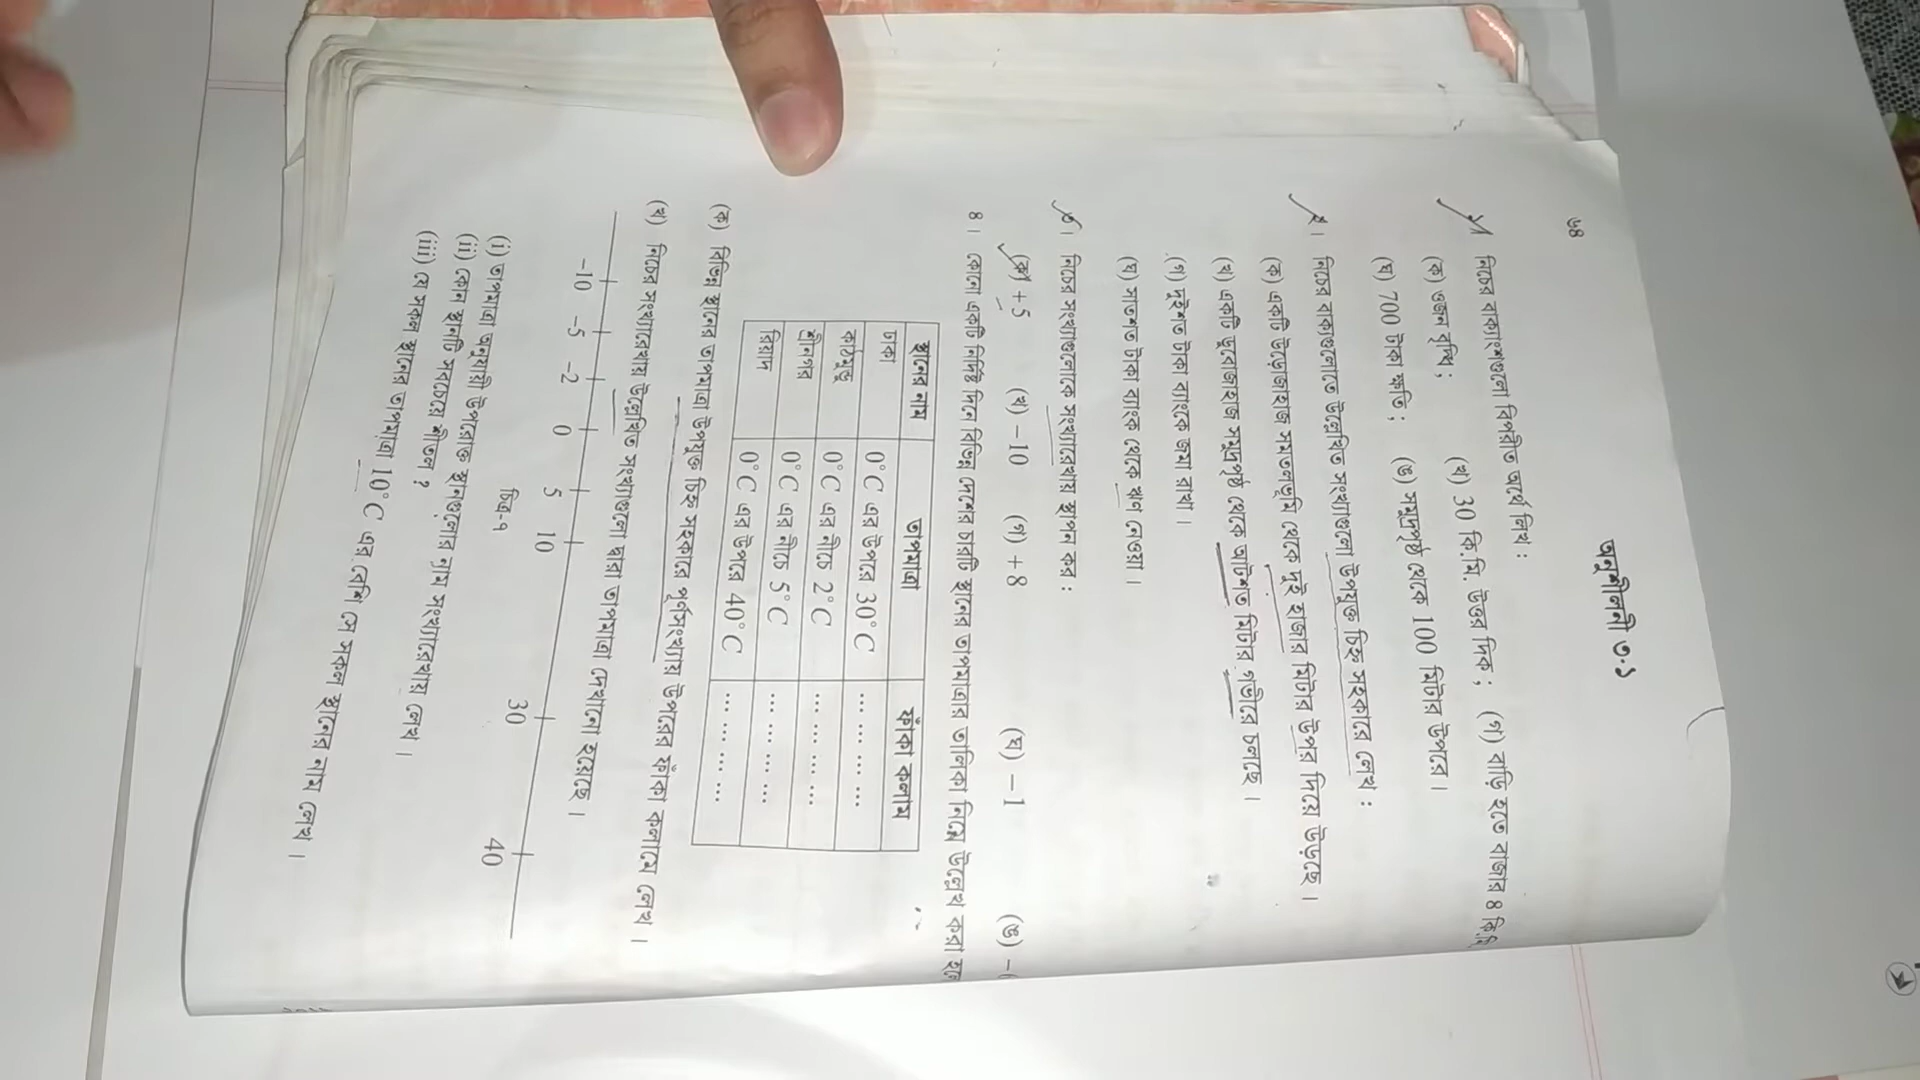 ৬৪
অনুশীলনী ৩.১
১। নিচের বাক্যাংশগুলো বিপরীত অর্থে লিখ :
(ক) ওজন বৃদ্ধি ; (খ) 30 কি.মি. উত্তর দিক ; (গ) বাড়ি হতে বাজার ৪ কি.মি
(ঘ) 700 টাকা ক্ষতি ; (ঙ) সমুদ্রপৃষ্ঠ থেকে 100 মিটার উপরে।
২। নিচের বাক্যগুলোতে উল্লেখিত সংখ্যাগুলো উপযুক্ত চিহ্ন সহকারে লেখ :
(ক) একটি উড়োজাহাজ সমতলভূমি থেকে দুই হাজার মিটার উপর দিয়ে উড়ছে।
(খ) একটি ডুবোজাহাজ সমুদ্রপৃষ্ঠ থেকে আটশত মিটার গভীরে চলছে।
(গ) দুইশত টাকা ব্যাংকে জমা রাখা।
(ঘ) সাতশত টাকা ব্যাংক থেকে ঋণ নেওয়া।
৩। নিচের সংখ্যাগুলোকে সংখ্যারেখায় স্থাপন কর :
(ক) +5 (খ) −10 (গ) +8 (ঘ) −1 (ঙ) −
৪। কোনো একটি নির্দিষ্ট দিনে বিভিন্ন দেশের চারটি স্থানের তাপমাত্রার তালিকা নিম্নে উল্লেখ করা
স্থানের নাম তাপমাত্রা ফাঁকা কলাম
ঢাকা 0°C এর উপরে 30°C ... ... ... ...
কাঠমুন্ডু 0°C এর নীচে 2°C ... ... ... ...
শ্রীনগর 0°C এর নীচে 5°C ... ... ... ...
রিয়াদ 0°C এর উপরে 40°C ... ... ... ...
(ক) বিভিন্ন স্থানের তাপমাত্রা উপযুক্ত চিহ্ন সহকারে পূর্ণসংখ্যায় উপরের ফাঁকা কলামে লেখ।
(খ) নিচের সংখ্যারেখায় উল্লেখিত সংখ্যাগুলো দ্বারা তাপমাত্রা দেখানো হয়েছে।
−10 −5 −2 0 5 10 30 40
চিত্র-৭
(i) তাপমাত্রা অনুযায়ী উপরোক্ত স্থানগুলোর নাম সংখ্যারেখায় লেখ।
(ii) কোন স্থানটি সবচেয়ে শীতল ?
(iii) যে সকল স্থানের তাপমাত্রা 10°C এর বেশি সে সকল স্থানের নাম লেখ।